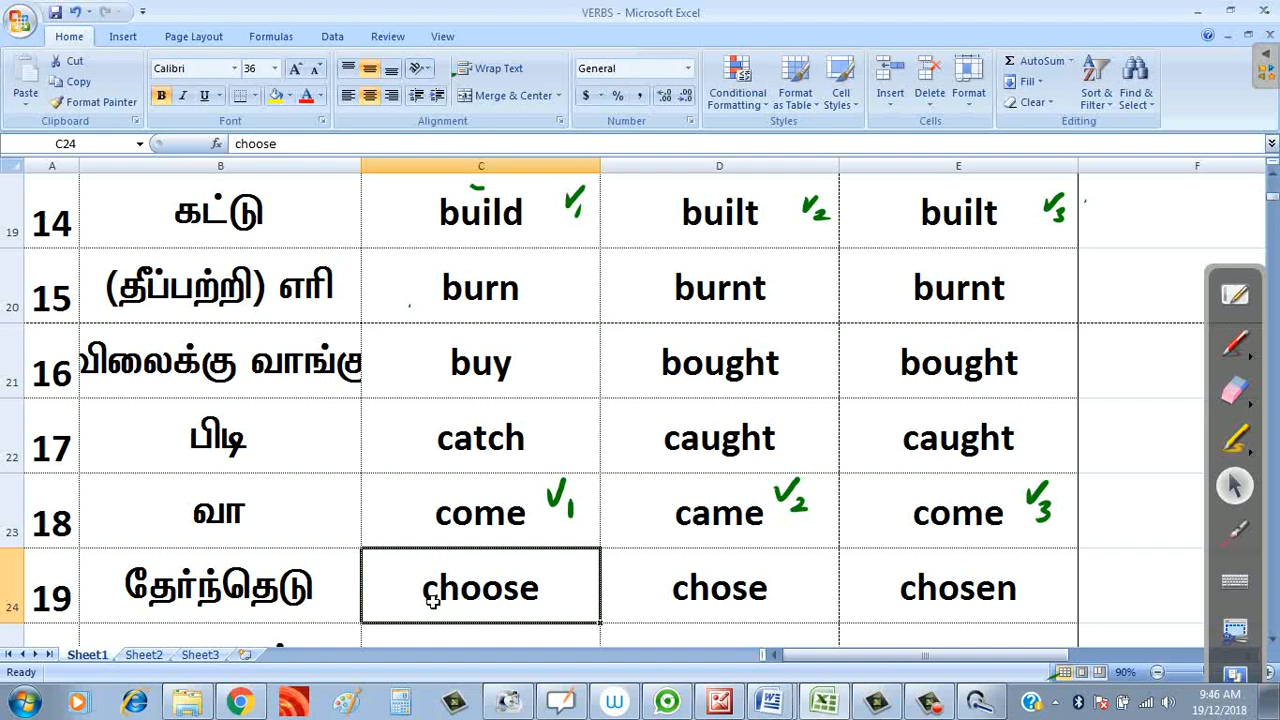 VERBS - Microsoft Excel
Home Insert Page Layout Formulas Data Review View
Cut
Copy
Format Painter
Paste
Clipboard
Calibri 36
B I U
Font
Wrap Text
Merge & Center
Alignment
General
$ % ,
Number
Conditional Formatting
Format as Table
Cell Styles
Styles
Insert Delete Format
Cells
AutoSum
Fill
Clear
Sort & Filter
Find & Select
Editing
C24 fx choose
A B C D E F
19 14 கட்டு build V1 built V2 built V3
20 15 (தீப்பற்றி) எரி burn burnt burnt
21 16 விலைக்கு வாங்கு buy bought bought
22 17 பிடி catch caught caught
23 18 வா come V1 came V2 come V3
24 19 தேர்ந்தெடு choose chose chosen
Sheet1 Sheet2 Sheet3
Ready 90%
9:46 AM
19/12/2018